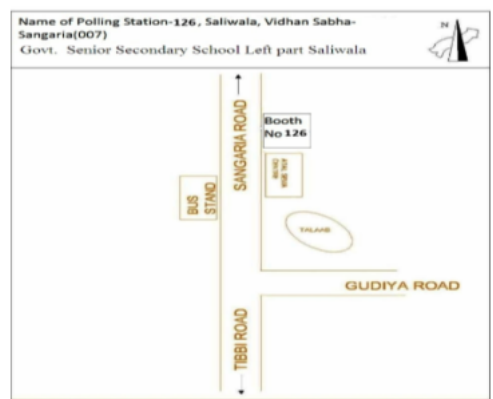 Name of Polling Station-126, Saliwala, Vidhan Sabha-
Sangaria(007)
Govt. Senior Secondary School Left part Saliwala
N
SANGARIA ROAD
Booth
No 126
BUS
STAND
TALAAB
GUDIYA ROAD
TIBBI ROAD